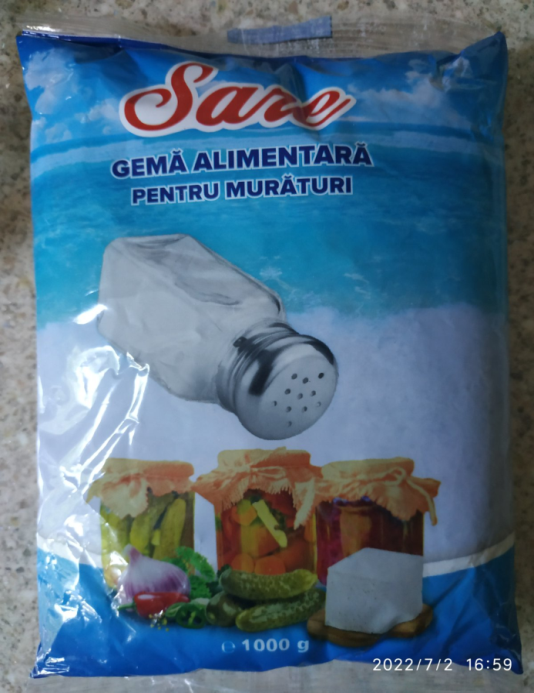 Sare
GEMĂ ALIMENTARĂ
PENTRU MURĂTURI
℮ 1000 g
2022/7/2 16:59